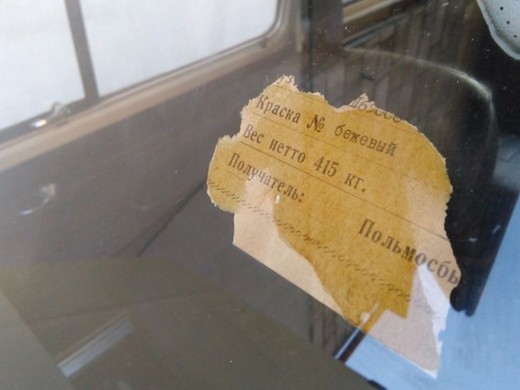 Краска № бежевый
Вес нетто 415 кг.
Получатель:
Польмосбы